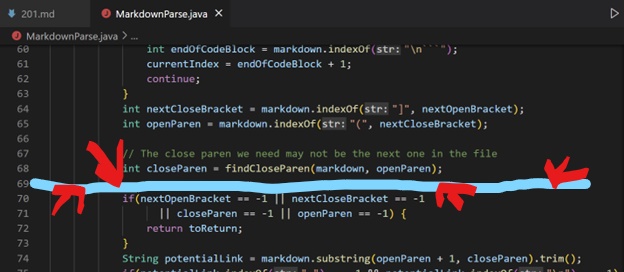 201.md MarkdownParse.java
MarkdownParse.java > ...
60 int endOfCodeBlock = markdown.indexOf(str: "\n```");
61 currentIndex = endOfCodeBlock + 1;
62 continue;
63 }
64 int nextCloseBracket = markdown.indexOf(str: "]", nextOpenBracket);
65 int openParen = markdown.indexOf(str: "(", nextCloseBracket);
66
67 // The close paren we need may not be the next one in the file
68 int closeParen = findCloseParen(markdown, openParen);
69
70 if(nextOpenBracket == -1 || nextCloseBracket == -1
71 || closeParen == -1 || openParen == -1) {
72 return toReturn;
73 }
74 String potentialLink = markdown.substring(openParen + 1, closeParen).trim();